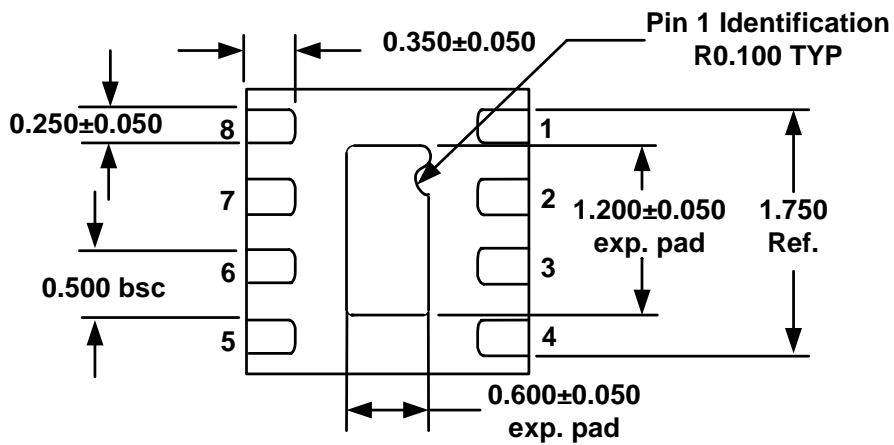 Pin 1 Identification
R0.100 TYP
0.350±0.050
0.250±0.050
8
1
7
2
1.200±0.050
exp. pad
1.750
Ref.
6
3
0.500 bsc
5
4
0.600±0.050
exp. pad